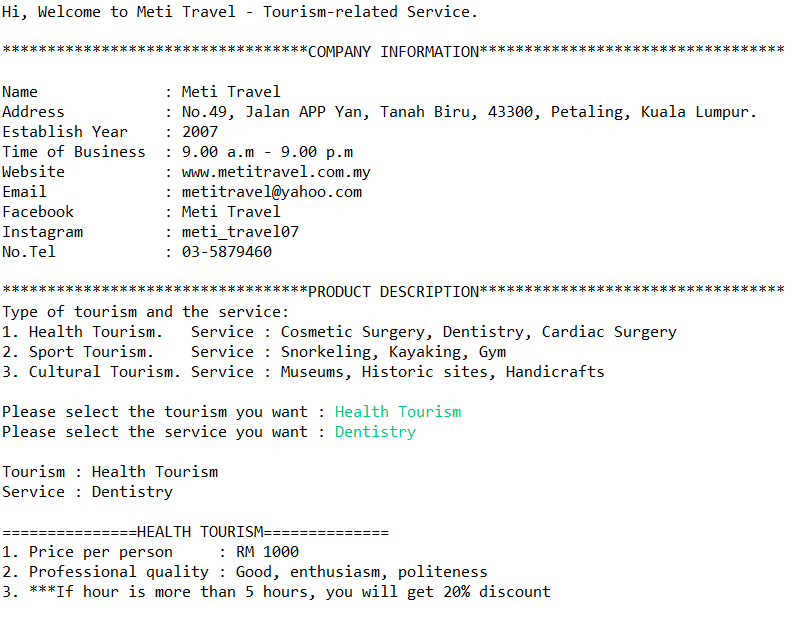 Hi, Welcome to Meti Travel - Tourism-related Service.
**********************************COMPANY INFORMATION**********************************
Name              : Meti Travel
Address           : No.49, Jalan APP Yan, Tanah Biru, 43300, Petaling, Kuala Lumpur.
Establish Year    : 2007
Time of Business  : 9.00 a.m - 9.00 p.m
Website           : www.metitravel.com.my
Email             : metitravel@yahoo.com
Facebook          : Meti Travel
Instagram         : meti_travel07
No.Tel            : 03-5879460
**********************************PRODUCT DESCRIPTION**********************************
Type of tourism and the service:
1. Health Tourism.   Service : Cosmetic Surgery, Dentistry, Cardiac Surgery
2. Sport Tourism.    Service : Snorkeling, Kayaking, Gym
3. Cultural Tourism. Service : Museums, Historic sites, Handicrafts
Please select the tourism you want : Health Tourism
Please select the service you want : Dentistry
Tourism : Health Tourism
Service : Dentistry
===============HEALTH TOURISM==============
1. Price per person     : RM 1000
2. Professional quality : Good, enthusiasm, politeness
3. ***If hour is more than 5 hours, you will get 20% discount